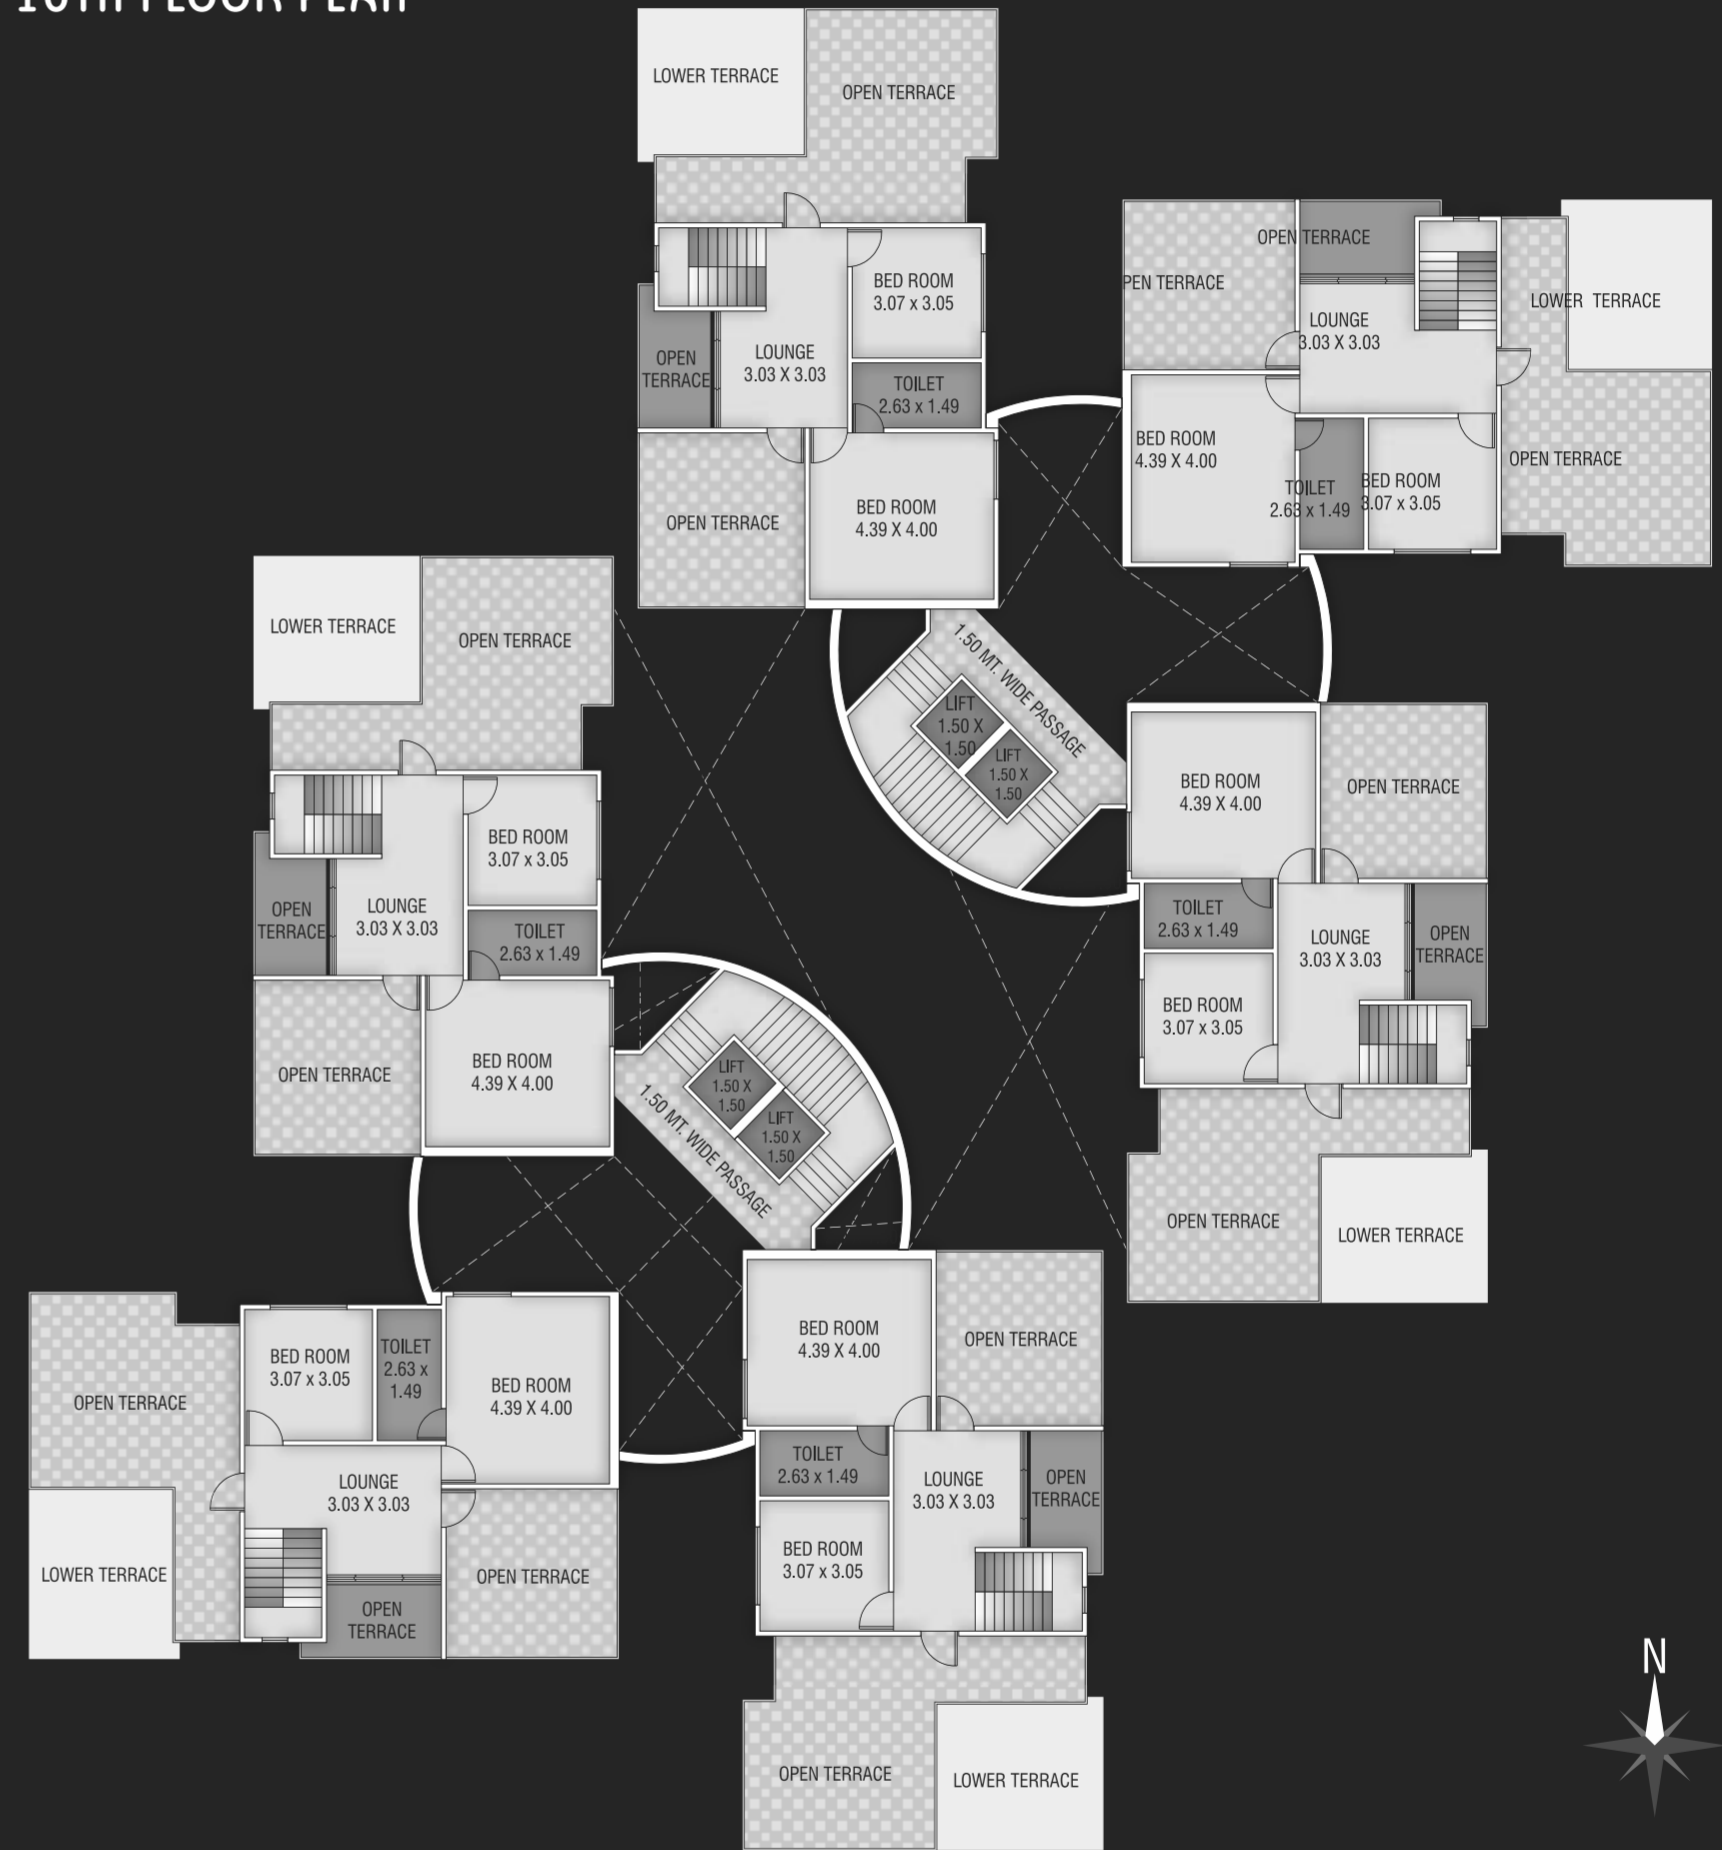 10TH FLOOR PLAN
LOWER TERRACE
OPEN TERRACE
BED ROOM
3.07 x 3.05
OPEN
TERRACE
LOUNGE
3.03 X 3.03
TOILET
2.63 x 1.49
OPEN TERRACE
BED ROOM
4.39 X 4.00
OPEN TERRACE
PEN TERRACE
LOUNGE
3.03 X 3.03
LOWER TERRACE
BED ROOM
4.39 X 4.00
TOILET
2.63 x 1.49
BED ROOM
3.07 x 3.05
OPEN TERRACE
1.50 MT. WIDE PASSAGE
LIFT
1.50 X
1.50
LIFT
1.50 X
1.50
LOWER TERRACE
OPEN TERRACE
BED ROOM
3.07 x 3.05
OPEN
TERRACE
LOUNGE
3.03 X 3.03
TOILET
2.63 x 1.49
OPEN TERRACE
BED ROOM
4.39 X 4.00
BED ROOM
4.39 X 4.00
OPEN TERRACE
TOILET
2.63 x 1.49
LOUNGE
3.03 X 3.03
OPEN
TERRACE
BED ROOM
3.07 x 3.05
OPEN TERRACE
LOWER TERRACE
LIFT
1.50 X
1.50
LIFT
1.50 X
1.50
1.50 MT. WIDE PASSAGE
OPEN TERRACE
BED ROOM
3.07 x 3.05
TOILET
2.63 x
1.49
BED ROOM
4.39 X 4.00
LOUNGE
3.03 X 3.03
LOWER TERRACE
OPEN
TERRACE
OPEN TERRACE
BED ROOM
4.39 X 4.00
OPEN TERRACE
TOILET
2.63 x 1.49
LOUNGE
3.03 X 3.03
OPEN
TERRACE
BED ROOM
3.07 x 3.05
OPEN TERRACE
LOWER TERRACE
N